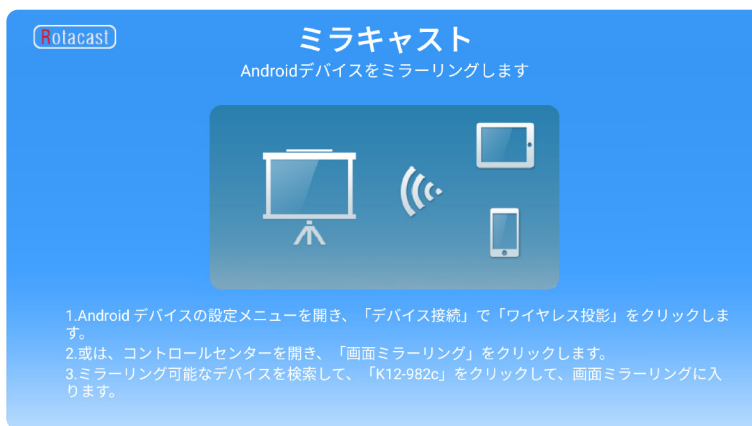 Rotacast
ミラキャスト
Androidデバイスをミラーリングします
1.Android デバイスの設定メニューを開き、「デバイス接続」で「ワイヤレス投影」をクリックしま
す。
2.或は、コントロールセンターを開き、「画面ミラーリング」をクリックします。
3.ミラーリング可能なデバイスを検索して、「K12-982c」をクリックして、画面ミラーリングに入
ります。